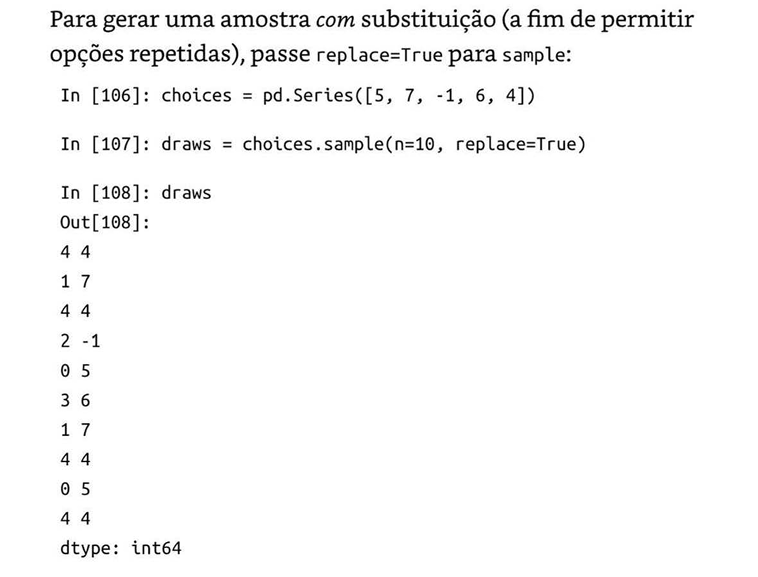 Para gerar uma amostra com substituição (a fim de permitir
opções repetidas), passe replace=True para sample:
In [106]: choices = pd.Series([5, 7, -1, 6, 4])
In [107]: draws = choices.sample(n=10, replace=True)
In [108]: draws
Out[108]:
4 4
1 7
4 4
2 -1
0 5
3 6
1 7
4 4
0 5
4 4
dtype: int64